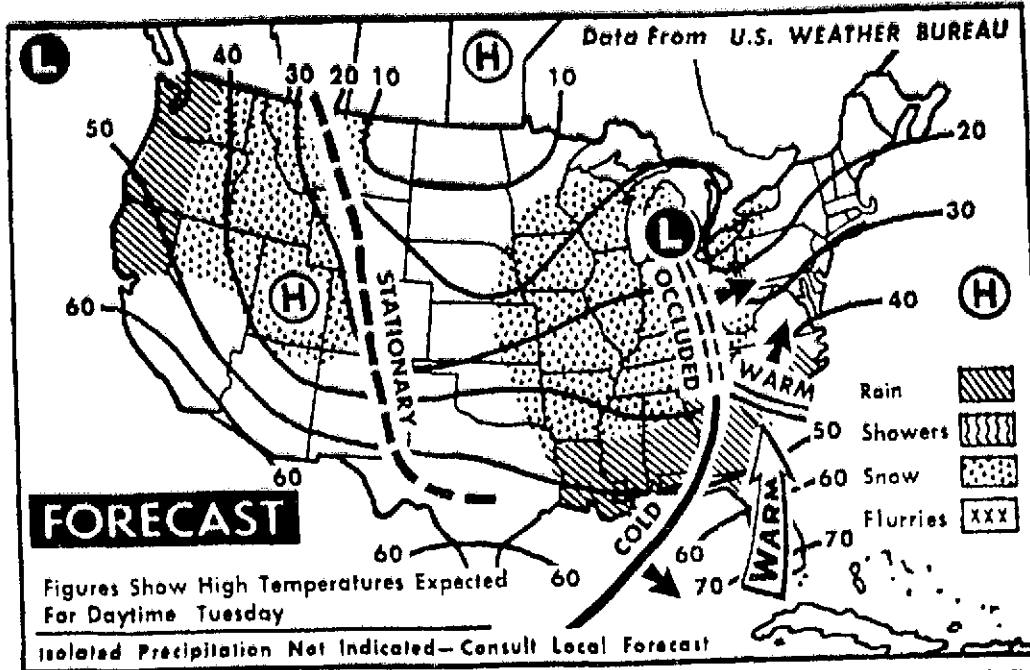 Data From U.S. WEATHER BUREAU
L
H
40
30
20
10
10
20
50
30
L
H
H
60
40
STATIONARY
OCCLUDED
WARM
Rain
50
Showers
60
60
Snow
FORECAST
COLD
WARM
Flurries
xxx
60
60
60
70
70
Figures Show High Temperatures Expected
For Daytime Tuesday
Isolated Precipitation Not Indicated—Consult Local Forecast